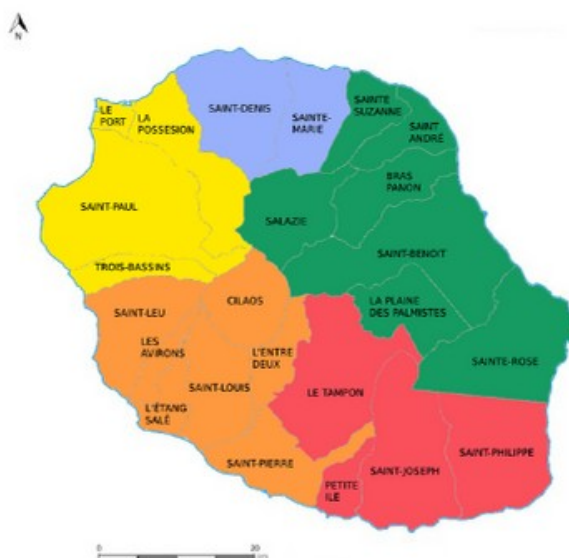 N
LE
PORT
LA
POSSESION
SAINT-DENIS
SAINTE-
MARIE
SAINTE
SUZANNE
SAINT
ANDRÉ
BRAS
PANON
SAINT-PAUL
SALAZIE
SAINT-BENOIT
TROIS-BASSINS
CILAOS
LA PLAINE
DES PALMISTES
SAINT-LEU
LES
AVIRONS
L'ENTRE
DEUX
SAINTE-ROSE
SAINT-LOUIS
LE TAMPON
L'ÉTANG
SALÉ
SAINT-PIERRE
SAINT-JOSEPH
SAINT-PHILIPPE
PETITE
ILE
0
20